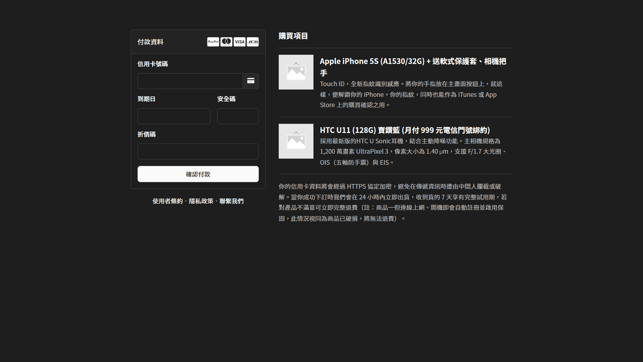 付款資料
PayPal
VISA
JCB
信用卡號碼
到期日
安全碼
折價碼
確認付款
使用者條約 · 隱私政策 · 聯繫我們
購買項目
Apple iPhone 5S (A1530/32G) + 送軟式保護套、相機把
手
Touch ID，全新指紋識別感應。將你的手指放在主畫面按鈕上，就這
樣，便解鎖你的 iPhone。你的指紋，同時也能作為 iTunes 或 App
Store 上的購買確認之用。
HTC U11 (128G) 寶鑽藍 (月付 999 元電信門號綁約)
採用最新版的HTC U Sonic耳機，結合主動降噪功能。主相機規格為
1,200 萬畫素 UltraPixel 3，像素大小為 1.40 μm，支援 F/1.7 大光圈、
OIS（五軸防手震）與 EIS。
你的信用卡資料將會經過 HTTPS 協定加密，避免在傳遞資訊時遭由中間人攔截或破
解。當你成功下訂時我們會在 24 小時內立即出貨，收到貨的 7 天享有完整試用期，若
對產品不滿意可立即完整退費（註：商品一但連線上網、開機即會自動註冊並啟用保
固，此情況視同為商品已破損，將無法退費）。